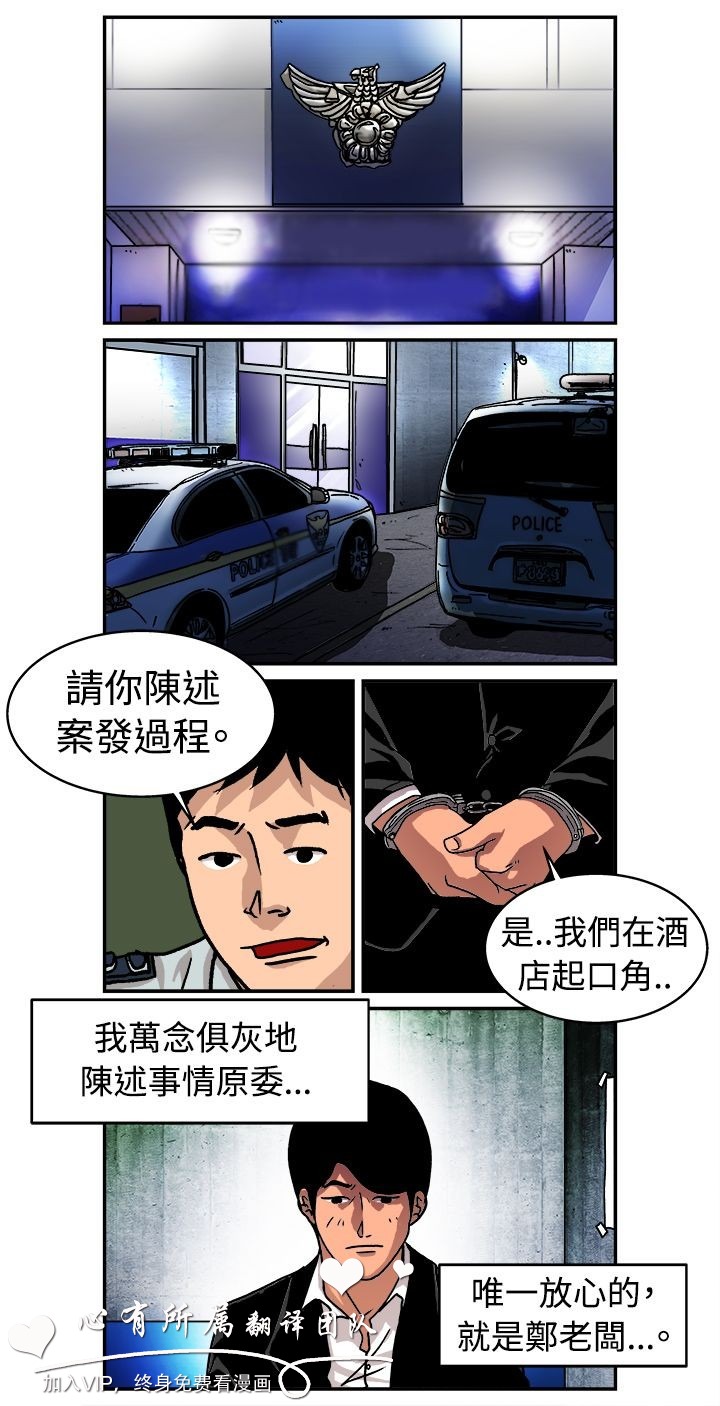 POLICE
POLICE
請你陳述
案發過程。
是..我們在酒
店起口角..
我萬念俱灰地
陳述事情原委...
唯一放心的,
就是鄭老闆...。
心有所属翻译团队
加入VIP，终身免费看漫画